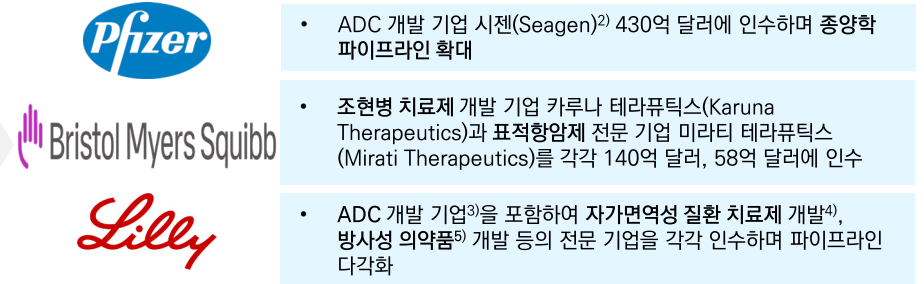 Pfizer
• ADC 개발 기업 시젠(Seagen)2) 430억 달러에 인수하며 종양학
파이프라인 확대
Bristol Myers Squibb
• 조현병 치료제 개발 기업 카루나 테라퓨틱스(Karuna
Therapeutics)과 표적항암제 전문 기업 미라티 테라퓨틱스
(Mirati Therapeutics)를 각각 140억 달러, 58억 달러에 인수
Lilly
• ADC 개발 기업3)을 포함하여 자가면역성 질환 치료제 개발4),
방사성 의약품5) 개발 등의 전문 기업을 각각 인수하며 파이프라인
다각화